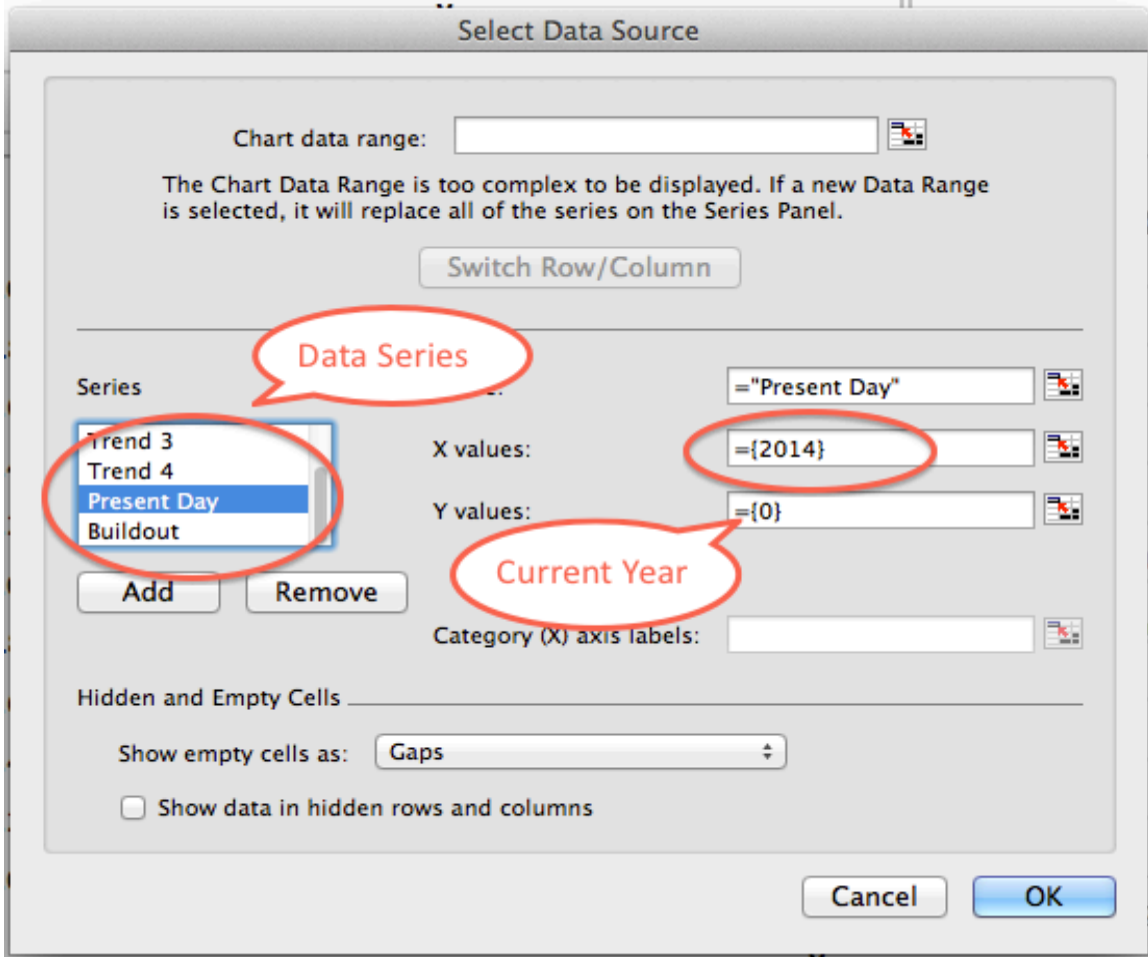 Select Data Source
Chart data range:
The Chart Data Range is too complex to be displayed. If a new Data Range
is selected, it will replace all of the series on the Series Panel.
Switch Row/Column
Data Series
Series
="Present Day"
Trend 3
Trend 4
Present Day
Buildout
X values:
={2014}
Y values:
={0}
Current Year
Add
Remove
Category (X) axis labels:
Hidden and Empty Cells
Show empty cells as:
Gaps
Show data in hidden rows and columns
Cancel
OK